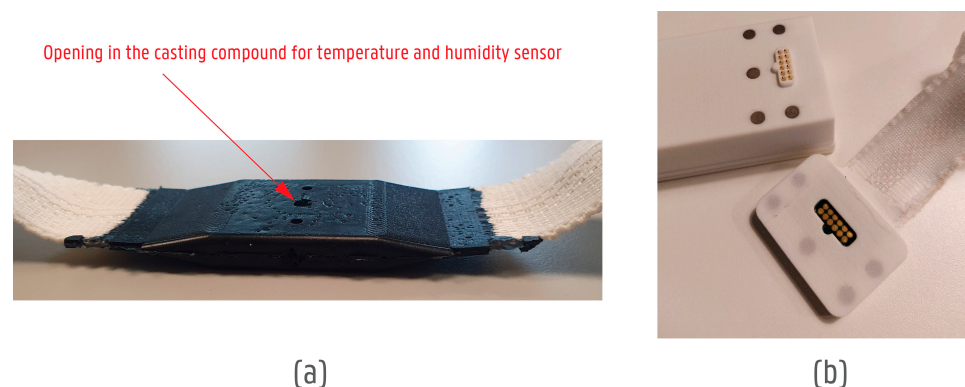 Opening in the casting compound for temperature and humidity sensor
(a)
(b)